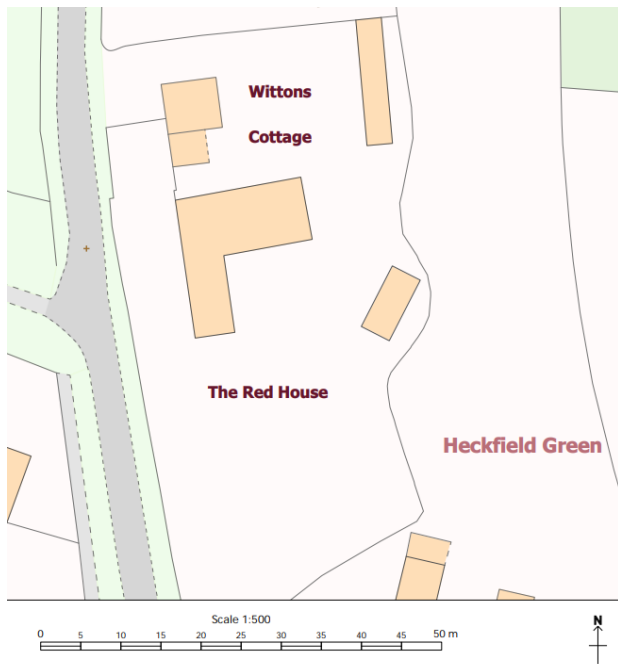 Wittons
Cottage
The Red House
Heckfield Green
Scale 1:500
0 5 10 15 20 25 30 35 40 45 50 m
N